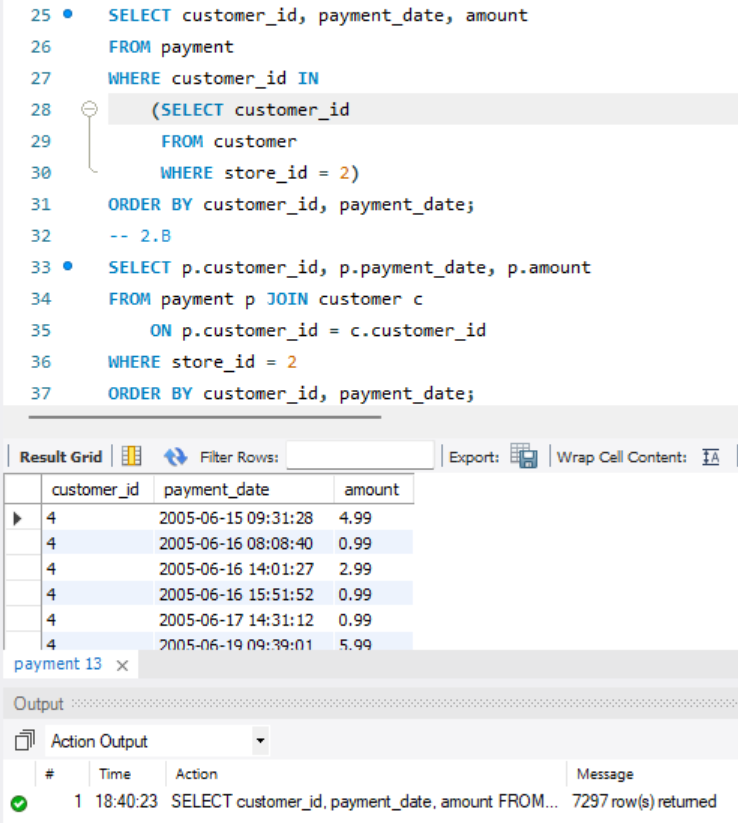 25 SELECT customer_id, payment_date, amount
26 FROM payment
27 WHERE customer_id IN
28 (SELECT customer_id
29 FROM customer
30 WHERE store_id = 2)
31 ORDER BY customer_id, payment_date;
32 -- 2.B
33 SELECT p.customer_id, p.payment_date, p.amount
34 FROM payment p JOIN customer c
35 ON p.customer_id = c.customer_id
36 WHERE store_id = 2
37 ORDER BY customer_id, payment_date;
Result Grid Filter Rows: Export: Wrap Cell Content: IA
customer_id payment_date amount
4 2005-06-15 09:31:28 4.99
4 2005-06-16 08:08:40 0.99
4 2005-06-16 14:01:27 2.99
4 2005-06-16 15:51:52 0.99
4 2005-06-17 14:31:12 0.99
4 2005-06-19 09:39:01 5.99
payment 13
Output
Action Output
# Time Action Message
1 18:40:23 SELECT customer_id, payment_date, amount FROM... 7297 row(s) returned